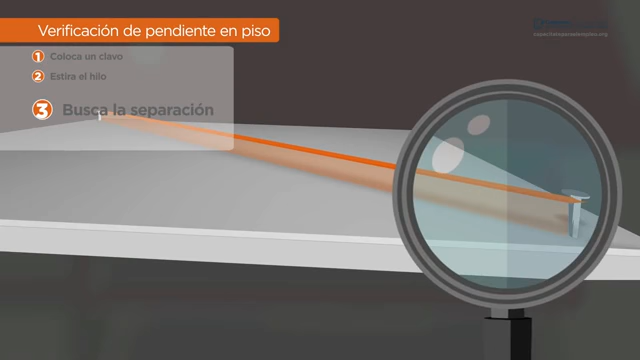 Verificación de pendiente en piso
1 Coloca un clavo
2 Estira el hilo
3 Busca la separación